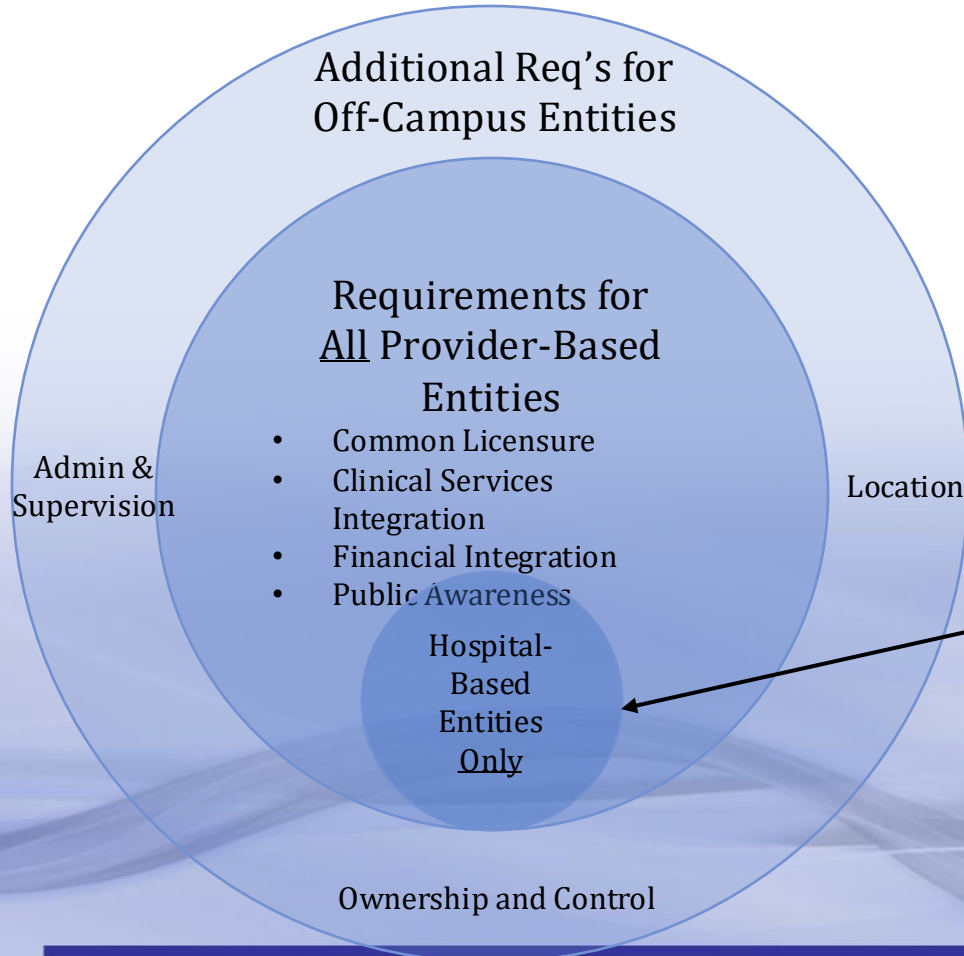 Additional Req’s for
Off-Campus Entities
Requirements for
All Provider-Based
Entities
• Common Licensure
• Clinical Services
Integration
• Financial Integration
• Public Awareness
Admin &
Supervision
Location
Hospital-
Based
Entities
Only
Ownership and Control